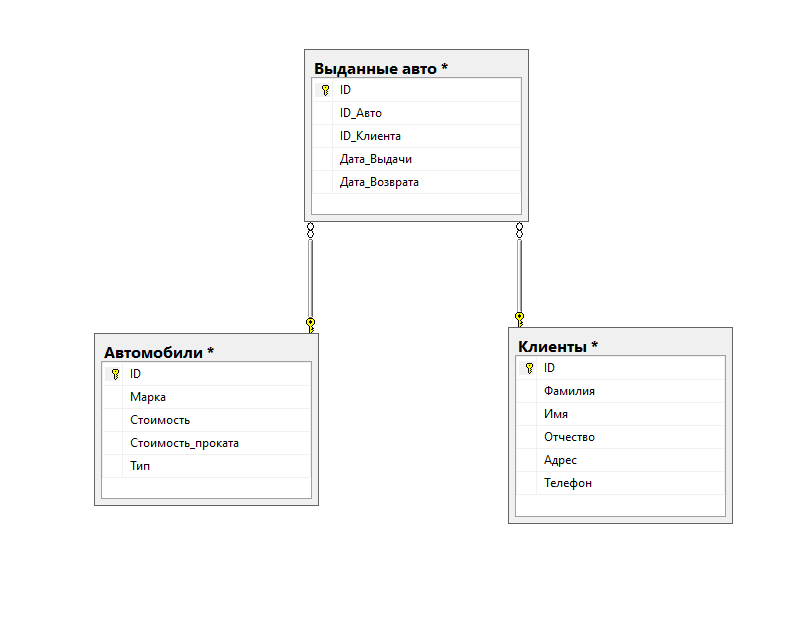 Выданные авто *
ID
ID_Авто
ID_Клиента
Дата_Выдачи
Дата_Возврата
Автомобили *
ID
Марка
Стоимость
Стоимость_проката
Тип
Клиенты *
ID
Фамилия
Имя
Отчество
Адрес
Телефон